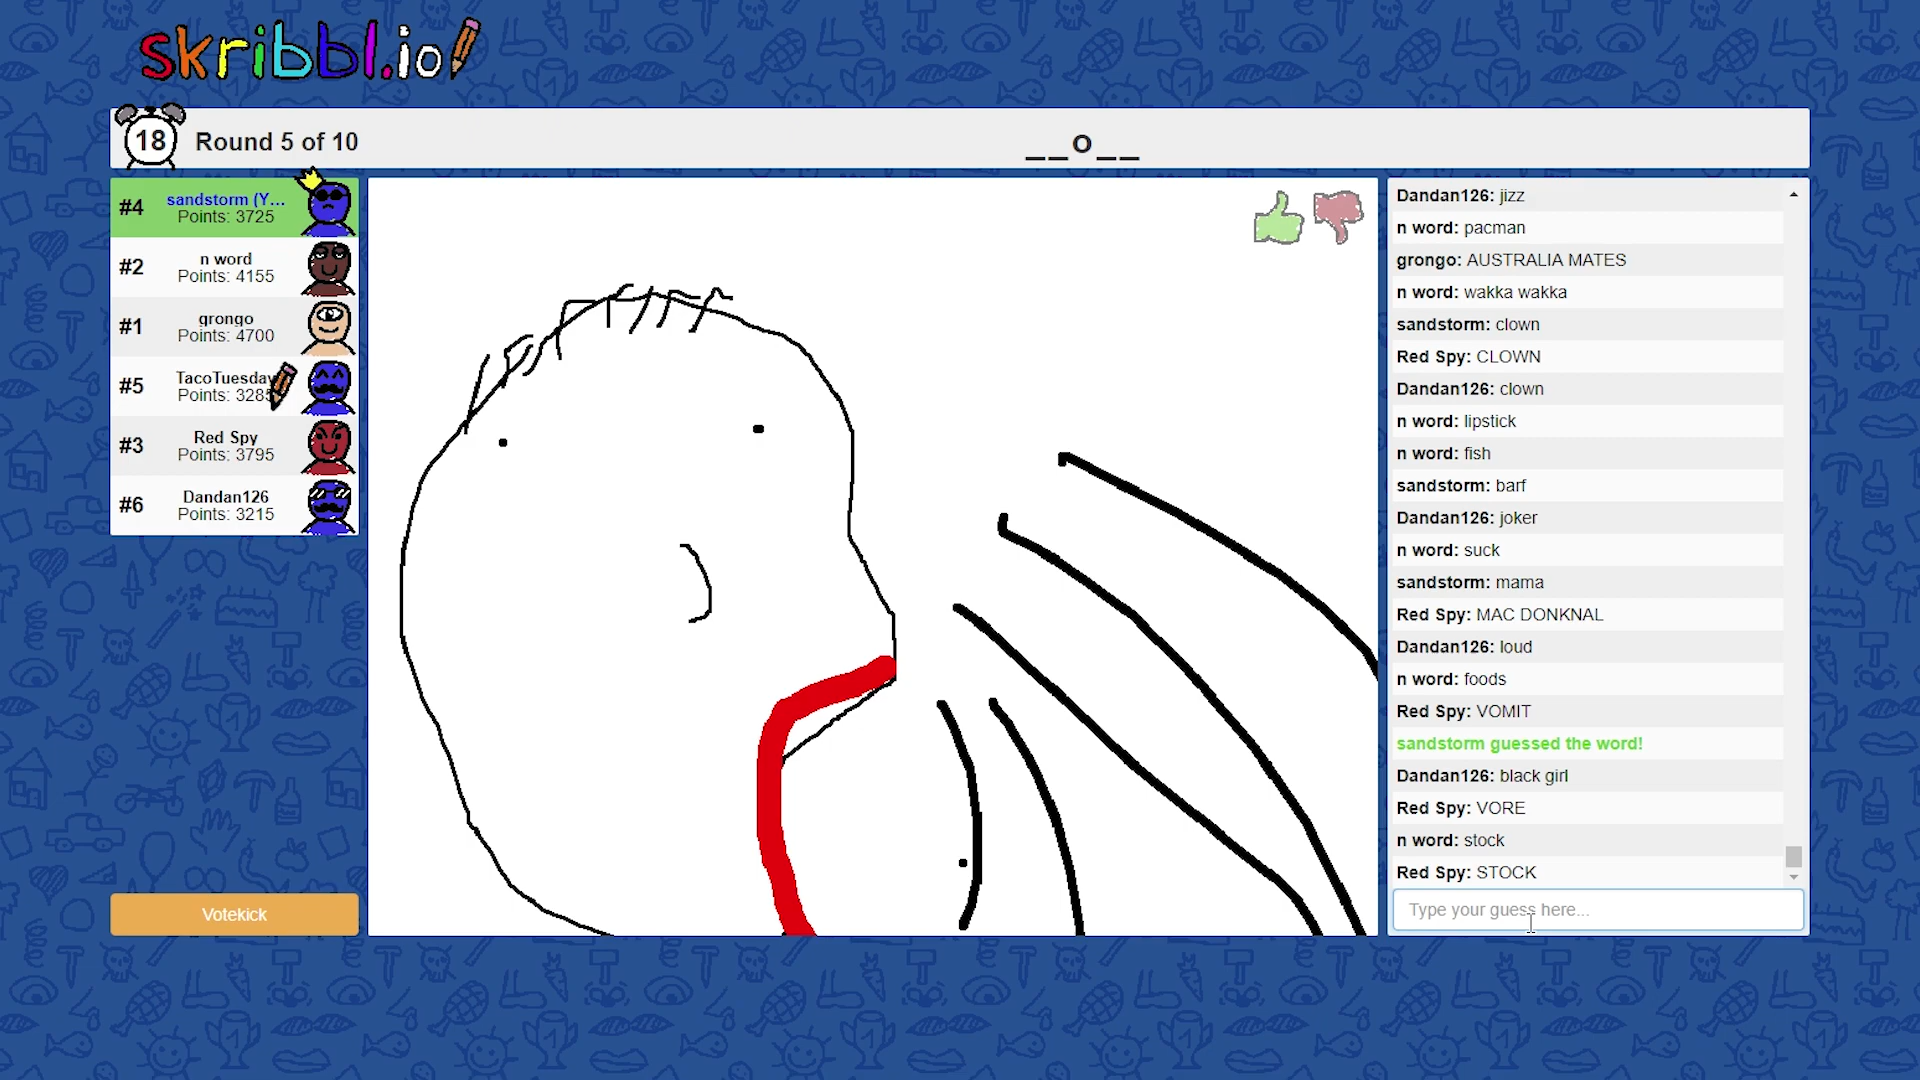 skribbl.io
18
Round 5 of 10
__o__
#4
sandstorm (Y...
Points: 3725
#2
n word
Points: 4155
#1
grongo
Points: 4700
#5
TacoTuesday
Points: 3285
#3
Red Spy
Points: 3795
#6
Dandan126
Points: 3215
Votekick
Dandan126: jizz
n word: pacman
grongo: AUSTRALIA MATES
n word: wakka wakka
sandstorm: clown
Red Spy: CLOWN
Dandan126: clown
n word: lipstick
n word: fish
sandstorm: barf
Dandan126: joker
n word: suck
sandstorm: mama
Red Spy: MAC DONKNAL
Dandan126: loud
n word: foods
Red Spy: VOMIT
sandstorm guessed the word!
Dandan126: black girl
Red Spy: VORE
n word: stock
Red Spy: STOCK
Type your guess here...